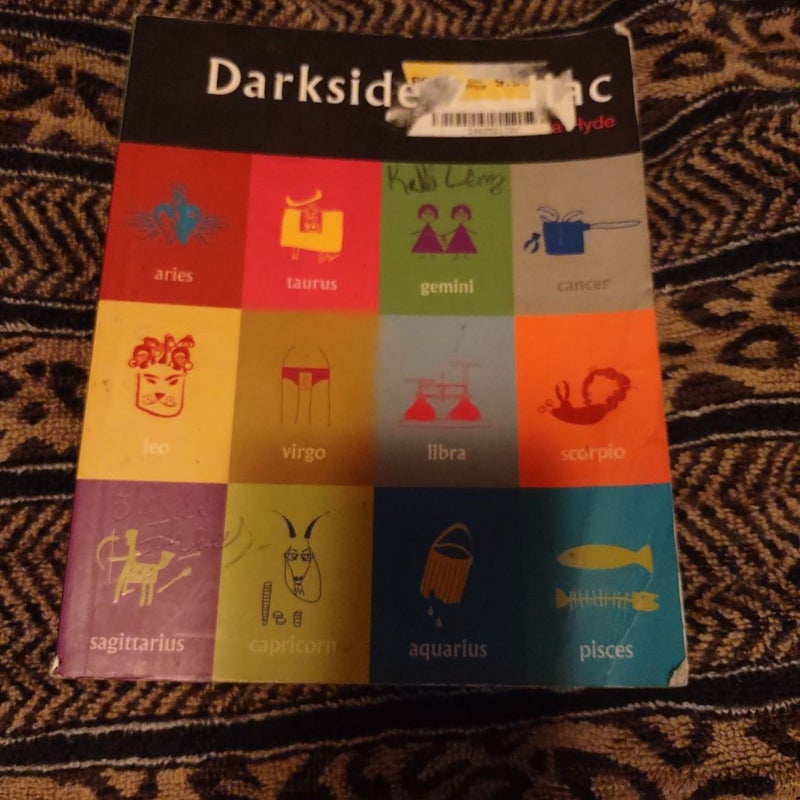 Darkside
a Hyde
aries taurus gemini cancer
leo virgo libra scorpio
sagittarius capricorn aquarius pisces